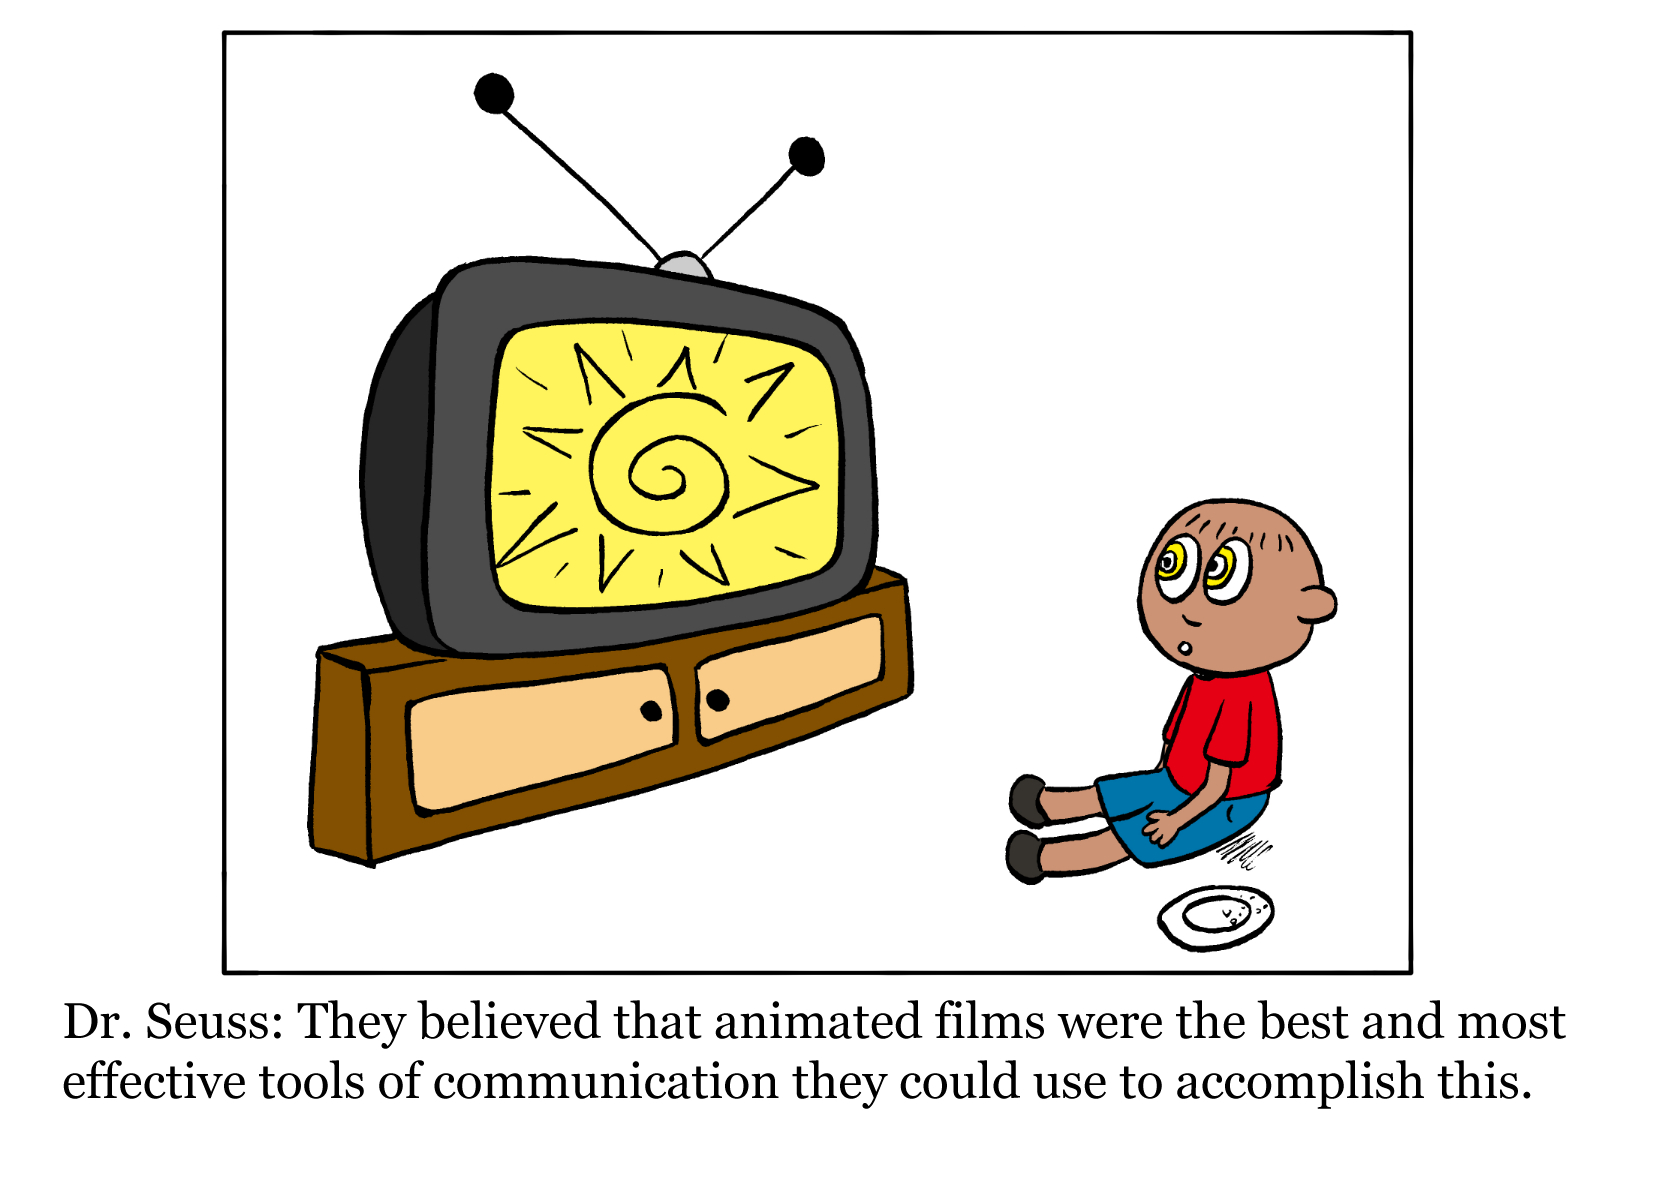 Dr. Seuss: They believed that animated films were the best and most
effective tools of communication they could use to accomplish this.